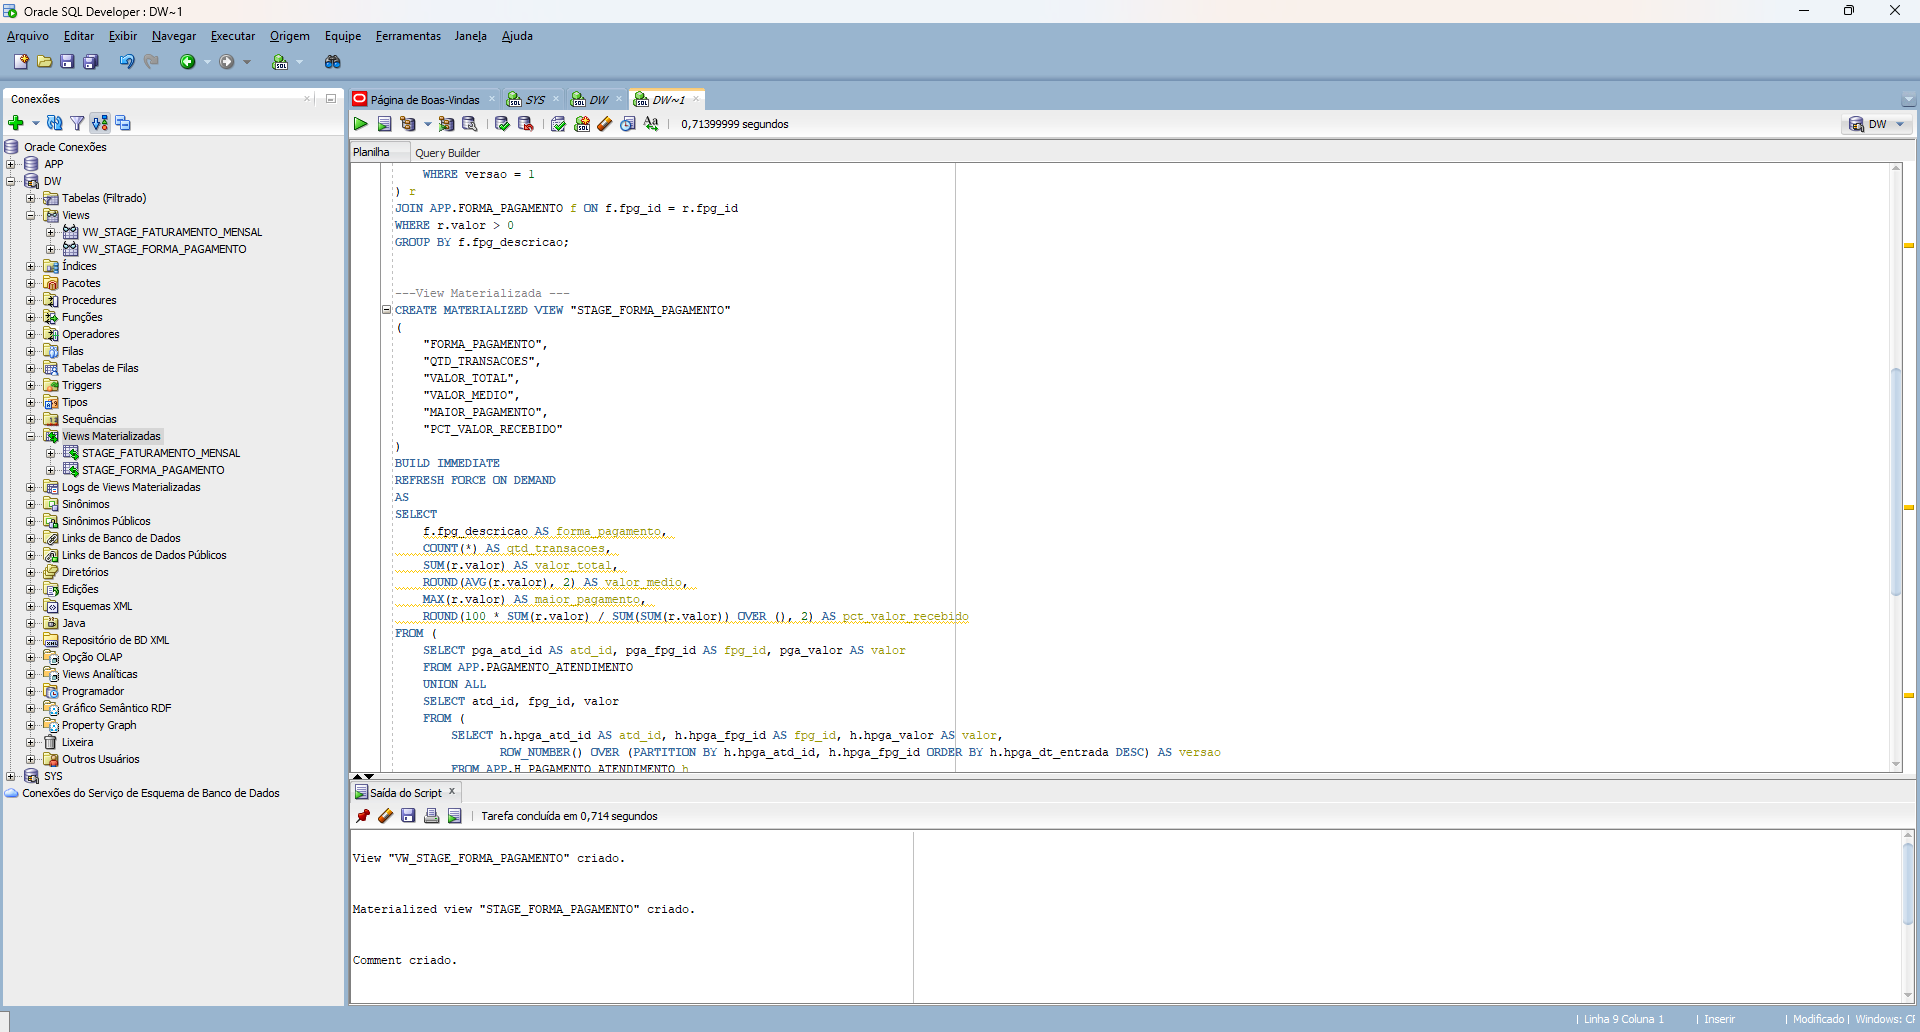 Oracle SQL Developer : DW~1
Arquivo Editar Exibir Navegar Executar Origem Equipe Ferramentas Janela Ajuda
Conexões
Oracle Conexões
APP
DW
Tabelas (Filtrado)
Views
VW_STAGE_FATURAMENTO_MENSAL
VW_STAGE_FORMA_PAGAMENTO
Índices
Pacotes
Procedures
Funções
Operadores
Filas
Tabelas de Filas
Triggers
Tipos
Sequências
Views Materializadas
STAGE_FATURAMENTO_MENSAL
STAGE_FORMA_PAGAMENTO
Logs de Views Materializadas
Sinônimos
Sinônimos Públicos
Links de Banco de Dados
Links de Bancos de Dados Públicos
Diretórios
Edições
Esquemas XML
Java
Repositório de BD XML
Opção OLAP
Views Analíticas
Programador
Gráfico Semântico RDF
Property Graph
Lixeira
Outros Usuários
SYS
Conexões do Serviço de Esquema de Banco de Dados
Página de Boas-Vindas SYS DW DW~1
0,71399999 segundos
DW
Planilha Query Builder
WHERE versao = 1
) r
JOIN APP.FORMA_PAGAMENTO f ON f.fpg_id = r.fpg_id
WHERE r.valor > 0
GROUP BY f.fpg_descricao;
---View Materializada ---
CREATE MATERIALIZED VIEW "STAGE_FORMA_PAGAMENTO"
(
"FORMA_PAGAMENTO",
"QTD_TRANSACOES",
"VALOR_TOTAL",
"VALOR_MEDIO",
"MAIOR_PAGAMENTO",
"PCT_VALOR_RECEBIDO"
)
BUILD IMMEDIATE
REFRESH FORCE ON DEMAND
AS
SELECT
f.fpg_descricao AS forma_pagamento,
COUNT(*) AS qtd_transacoes,
SUM(r.valor) AS valor_total,
ROUND(AVG(r.valor), 2) AS valor_medio,
MAX(r.valor) AS maior_pagamento,
ROUND(100 * SUM(r.valor) / SUM(SUM(r.valor)) OVER (), 2) AS pct_valor_recebido
FROM (
SELECT pga_atd_id AS atd_id, pga_fpg_id AS fpg_id, pga_valor AS valor
FROM APP.PAGAMENTO_ATENDIMENTO
UNION ALL
SELECT atd_id, fpg_id, valor
FROM (
SELECT h.hpga_atd_id AS atd_id, h.hpga_fpg_id AS fpg_id, h.hpga_valor AS valor,
ROW_NUMBER() OVER (PARTITION BY h.hpga_atd_id, h.hpga_fpg_id ORDER BY h.hpga_dt_entrada DESC) AS versao
FROM APP.H_PAGAMENTO_ATENDIMENTO h
Saída do Script
Tarefa concluída em 0,714 segundos
View "VW_STAGE_FORMA_PAGAMENTO" criado.
Materialized view "STAGE_FORMA_PAGAMENTO" criado.
Comment criado.
| Linha 9 Coluna 1 | Inserir | Modificado | Windows: CF